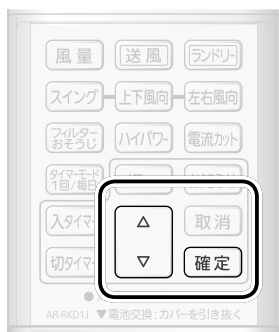 風量 送風 ランドリー
スイング 上下風向 左右風向
フィルターおそうじ ハイパワー 電流カット
タイマーモード 1回/毎日
入タイマ △ 取消
切タイマ ▽ 確定
AR-RKD1J ▼電池交換:カバーを引き抜く